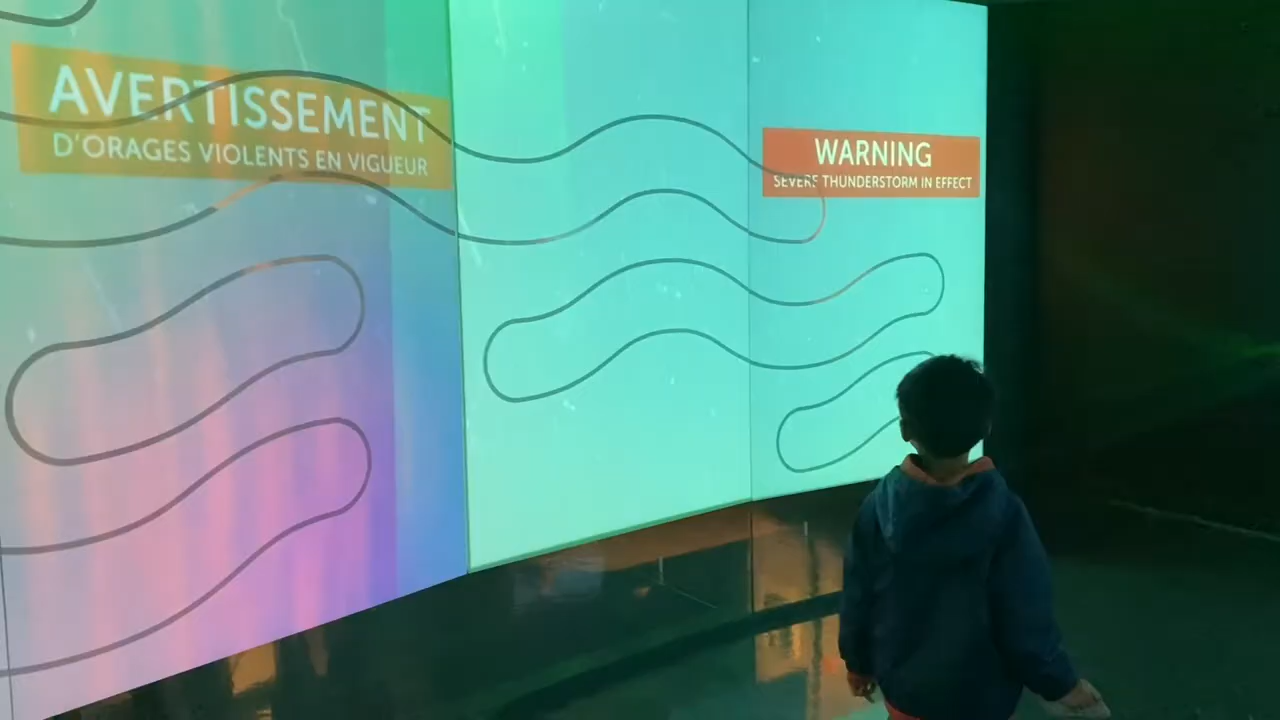 AVERTISSEMENT
D'ORAGES VIOLENTS EN VIGUEUR
WARNING
SEVERE THUNDERSTORM IN EFFECT